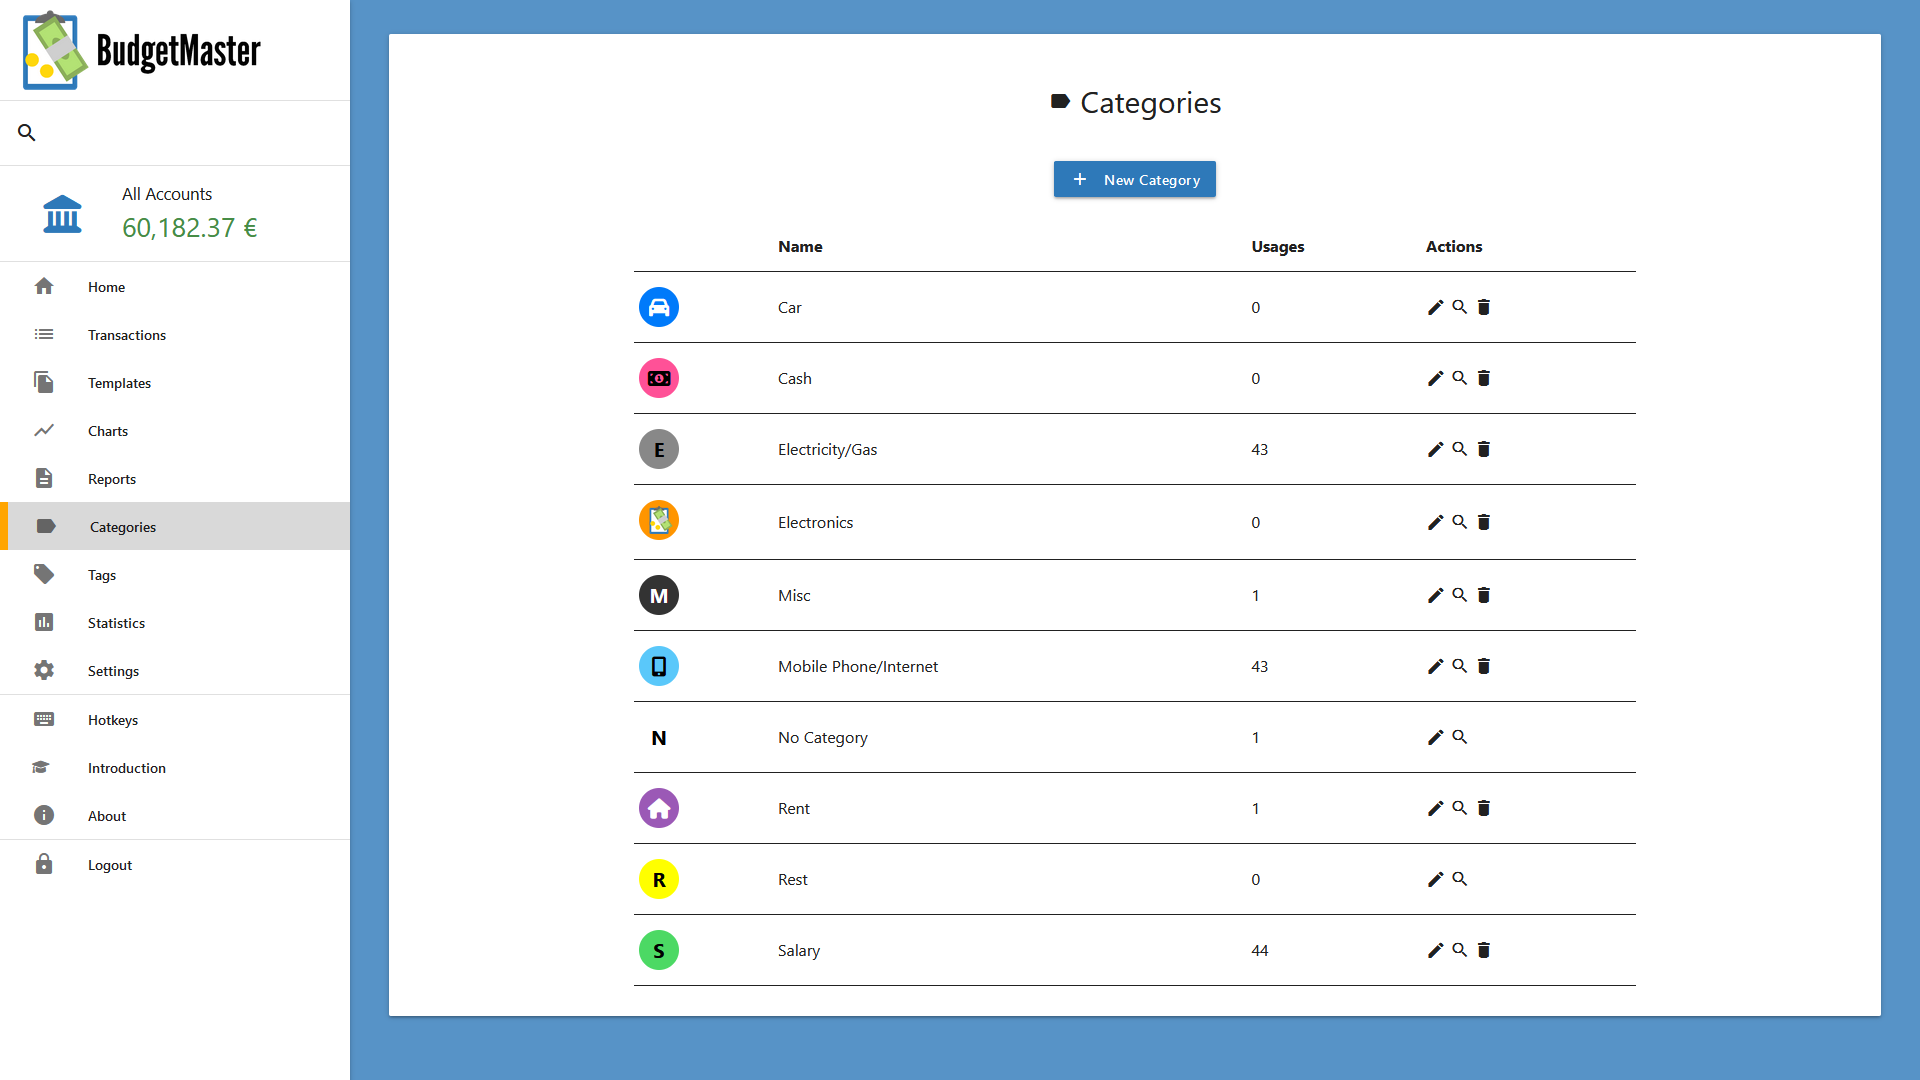 BudgetMaster
All Accounts
60,182.37 €
Home
Transactions
Templates
Charts
Reports
Categories
Tags
Statistics
Settings
Hotkeys
Introduction
About
Logout
Categories
New Category
Name Usages Actions
Car 0
Cash 0
E Electricity/Gas 43
Electronics 0
M Misc 1
Mobile Phone/Internet 43
N No Category 1
Rent 1
R Rest 0
S Salary 44